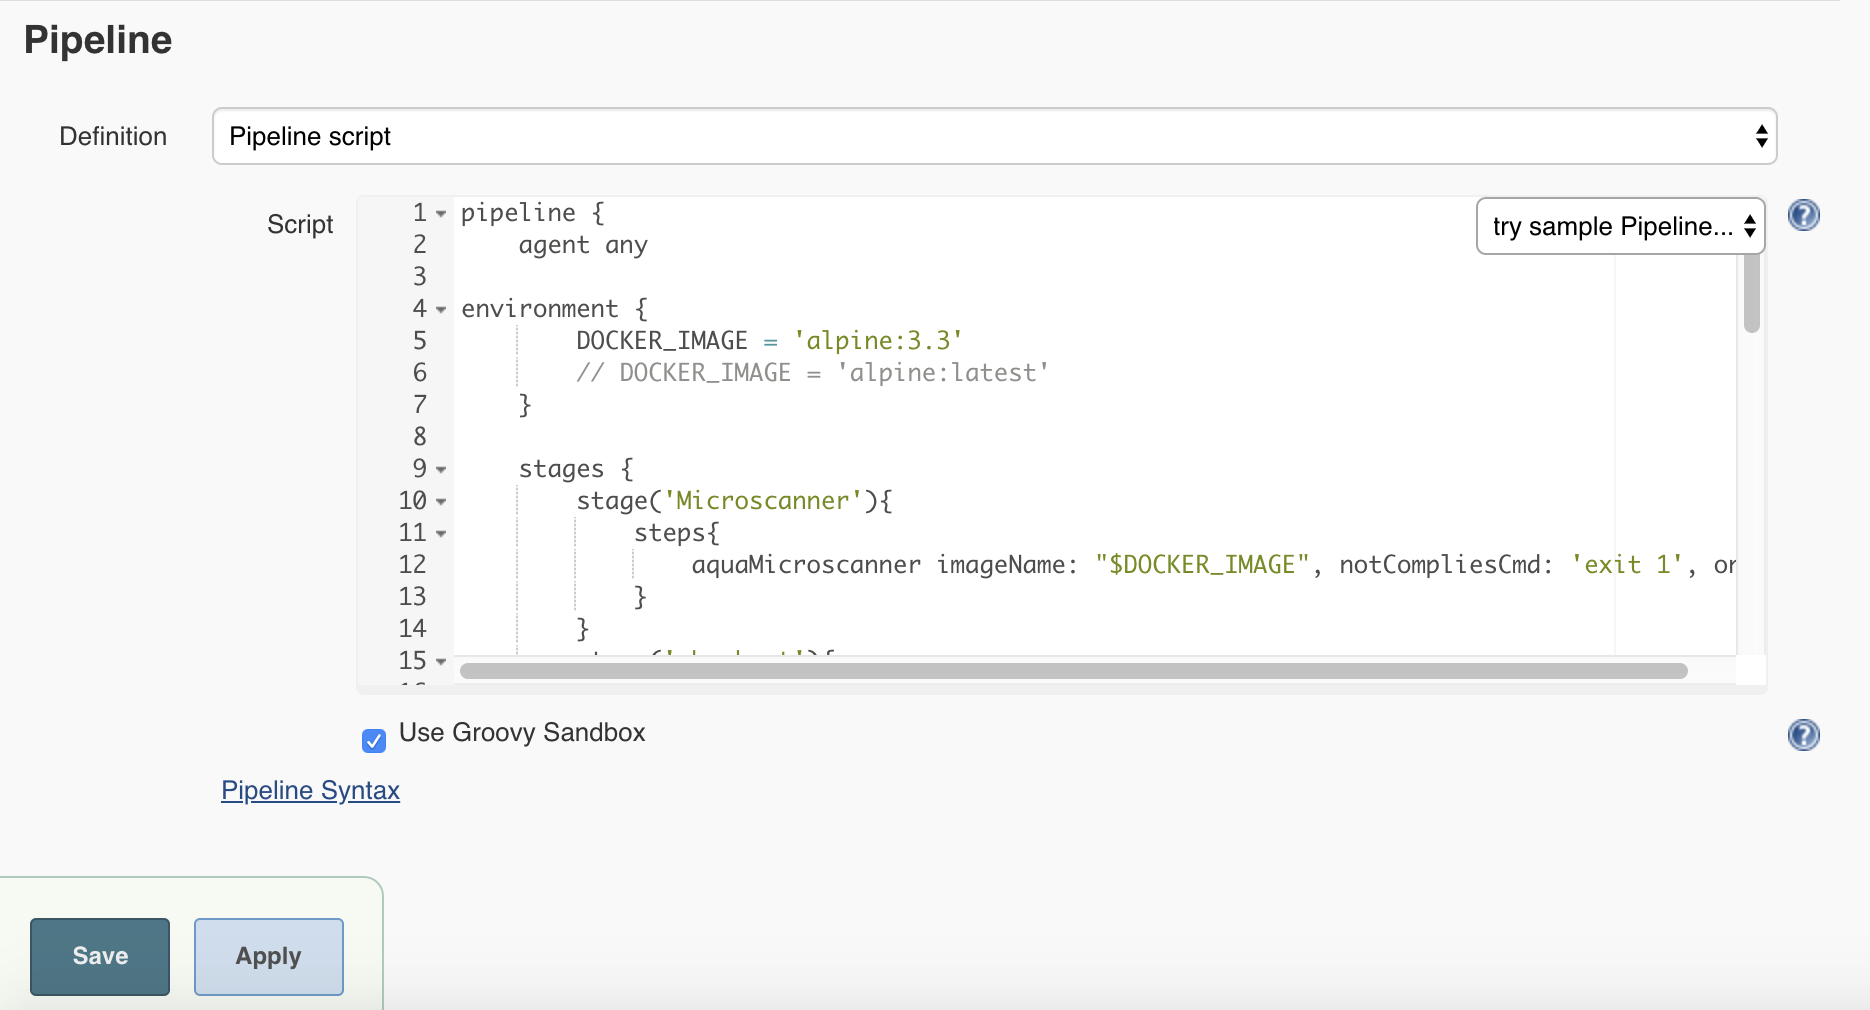 Pipeline
Definition
Pipeline script
Script
try sample Pipeline...
1 pipeline {
2     agent any
3
4 environment {
5         DOCKER_IMAGE = 'alpine:3.3'
6         // DOCKER_IMAGE = 'alpine:latest'
7     }
8
9     stages {
10         stage('Microscanner'){
11             steps{
12                 aquaMicroscanner imageName: "$DOCKER_IMAGE", notCompliesCmd: 'exit 1', or
13             }
14         }
15
Use Groovy Sandbox
Pipeline Syntax
Save
Apply